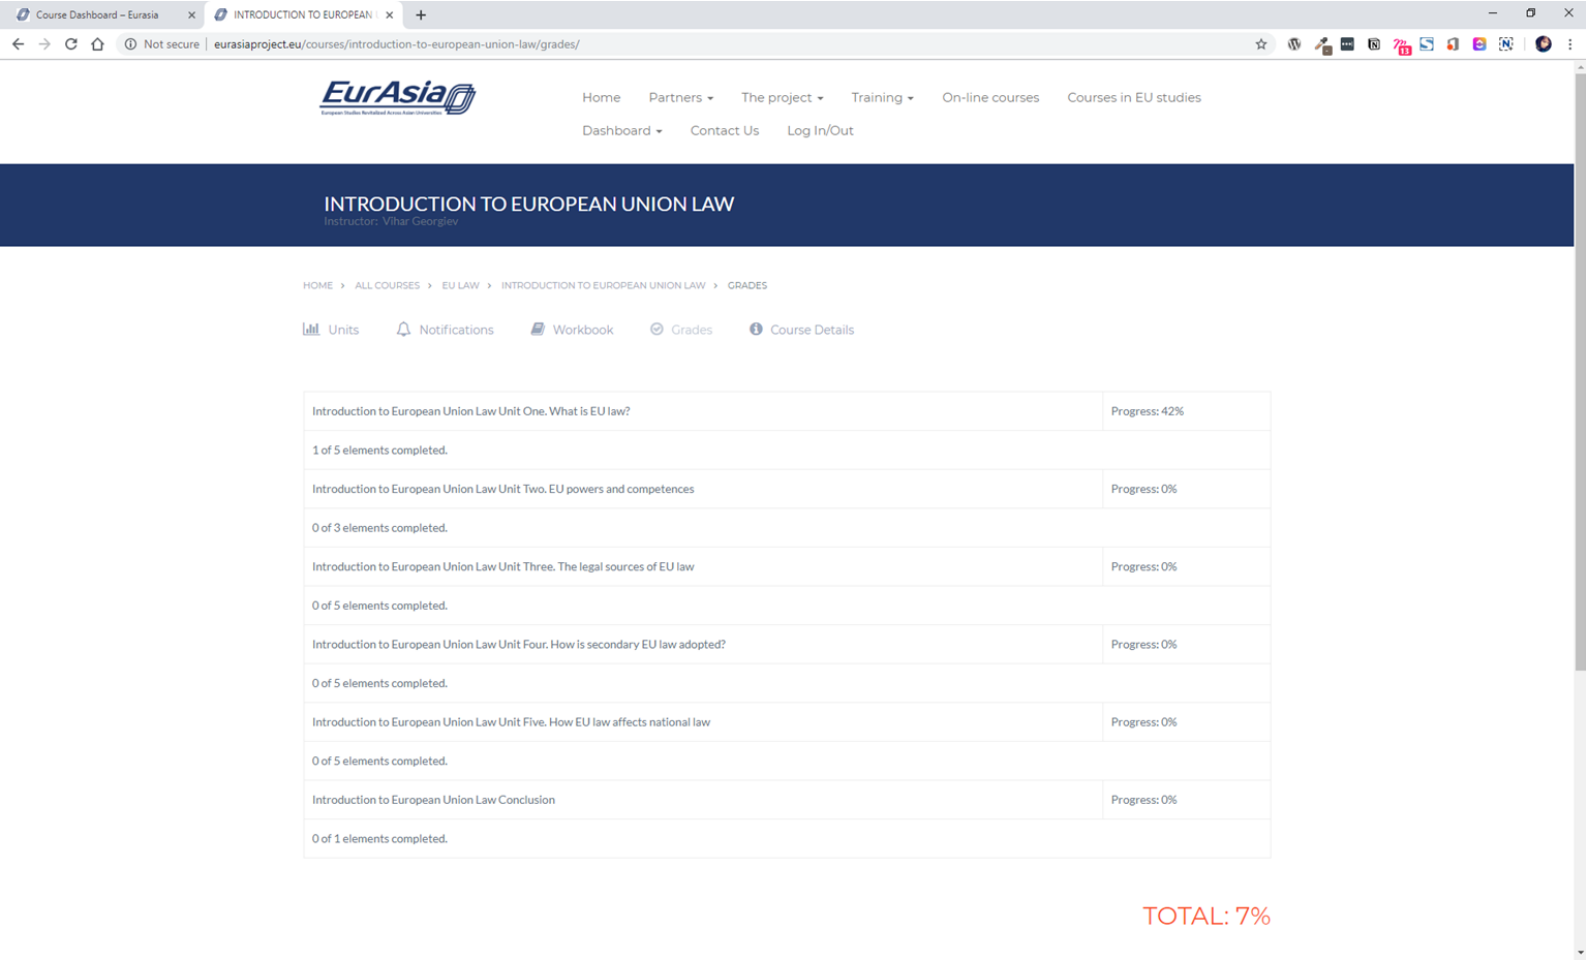 Course Dashboard – Eurasia
INTRODUCTION TO EUROPEAN
Not secure | eurasiaproject.eu/courses/introduction-to-european-union-law/grades/
13
EurAsia
European Studies Revitalized Across Asian Universities
Home Partners The project Training On-line courses Courses in EU studies
Dashboard Contact Us Log In/Out
INTRODUCTION TO EUROPEAN UNION LAW
Instructor: Vihar Georgiev
HOME > ALL COURSES > EU LAW > INTRODUCTION TO EUROPEAN UNION LAW > GRADES
Units Notifications Workbook Grades Course Details
Introduction to European Union Law Unit One. What is EU law? Progress: 42%
1 of 5 elements completed.
Introduction to European Union Law Unit Two. EU powers and competences Progress: 0%
0 of 3 elements completed.
Introduction to European Union Law Unit Three. The legal sources of EU law Progress: 0%
0 of 5 elements completed.
Introduction to European Union Law Unit Four. How is secondary EU law adopted? Progress: 0%
0 of 5 elements completed.
Introduction to European Union Law Unit Five. How EU law affects national law Progress: 0%
0 of 5 elements completed.
Introduction to European Union Law Conclusion Progress: 0%
0 of 1 elements completed.
TOTAL: 7%